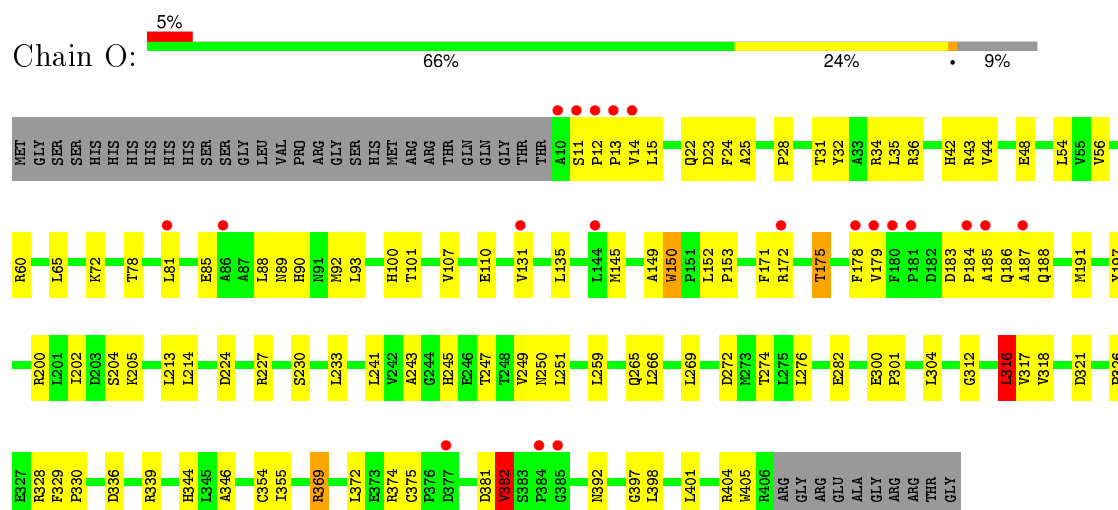 5%
Chain O:
66% 24% • 9%
MET GLY SER SER HIS HIS HIS HIS HIS HIS SER SER GLY LEU VAL PRO ARG GLY SER HIS MET ARG ARG THR GLN GLN GLY THR THR A10 S11 P12 P13 V14 L15 Q22 D23 F24 A25 P28 T31 Y32 A33 R34 L35 R36 H42 R43 V44 E48 L54 V55 V56
R60 L65 K72 T78 L81 E85 A86 A87 L88 N89 H90 N91 M92 L93 H100 T101 V107 E110 V131 L135 L144 M145 A149 W150 P151 L152 P153 F171 R172 T175 F178 V179 F180 P181 D182 D183 P184 A185 Q186 A187 Q188 M191
R200 L201 I202 D203 S204 K205 L213 L214 D224 R227 S230 L233 L241 V242 A243 G244 H245 E246 T247 T248 V249 N250 L251 L259 Q265 L266 L269 D272 M273 T274 L275 L276 E282 E300 P301 L304 G312 L316 V317 V318 D321
E327 R328 F329 P330 D336 R339 H344 L345 A346 C354 I355 R369 L372 E373 R374 C375 P376 D377 D381 V382 S383 P384 G385 N392 G397 L398 L401 R404 W405 R406 ARG GLY ARG GLU ALA GLY ARG ARG THR GLY